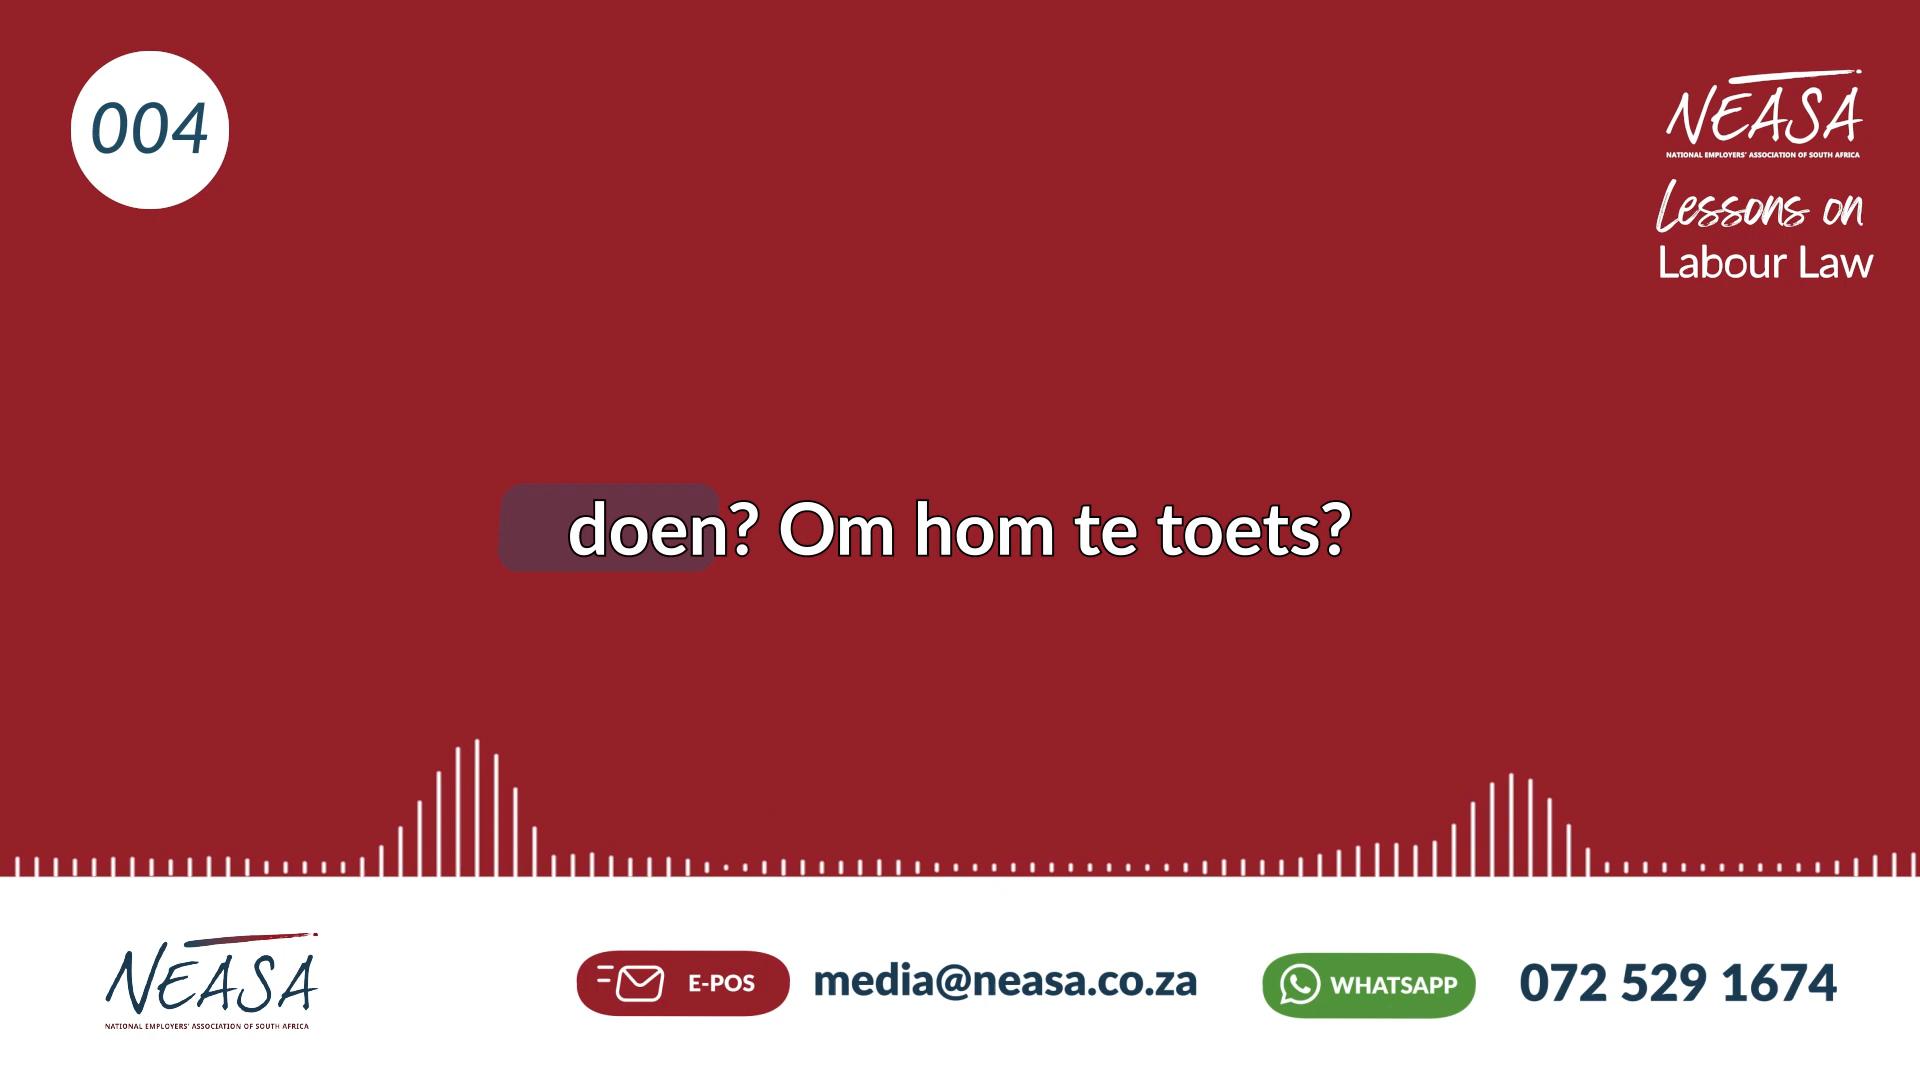 004
NEASA
NATIONAL EMPLOYERS' ASSOCIATION OF SOUTH AFRICA
Lessons on
Labour Law
doen? Om hom te toets?
NEASA
NATIONAL EMPLOYERS' ASSOCIATION OF SOUTH AFRICA
E-POS
media@neasa.co.za
WHATSAPP
072 529 1674